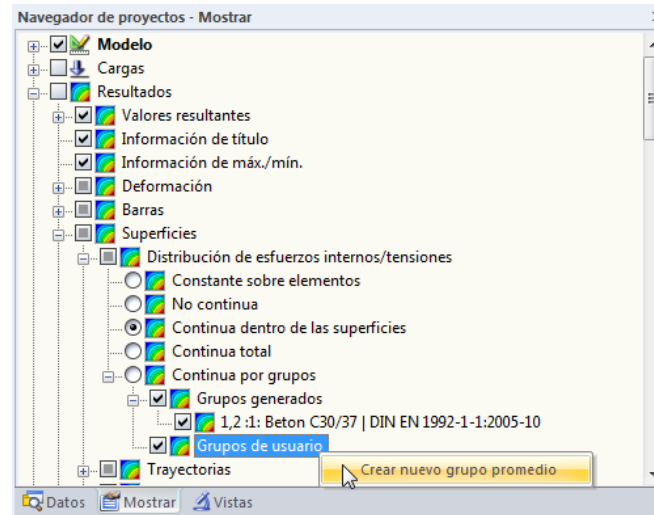 Navegador de proyectos - Mostrar
Modelo
Cargas
Resultados
Valores resultantes
Información de título
Información de máx./mín.
Deformación
Barras
Superficies
Distribución de esfuerzos internos/tensiones
Constante sobre elementos
No continua
Continua dentro de las superficies
Continua total
Continua por grupos
Grupos generados
1,2 :1: Beton C30/37 | DIN EN 1992-1-1:2005-10
Grupos de usuario
Trayectorias
Crear nuevo grupo promedio
Datos Mostrar Vistas